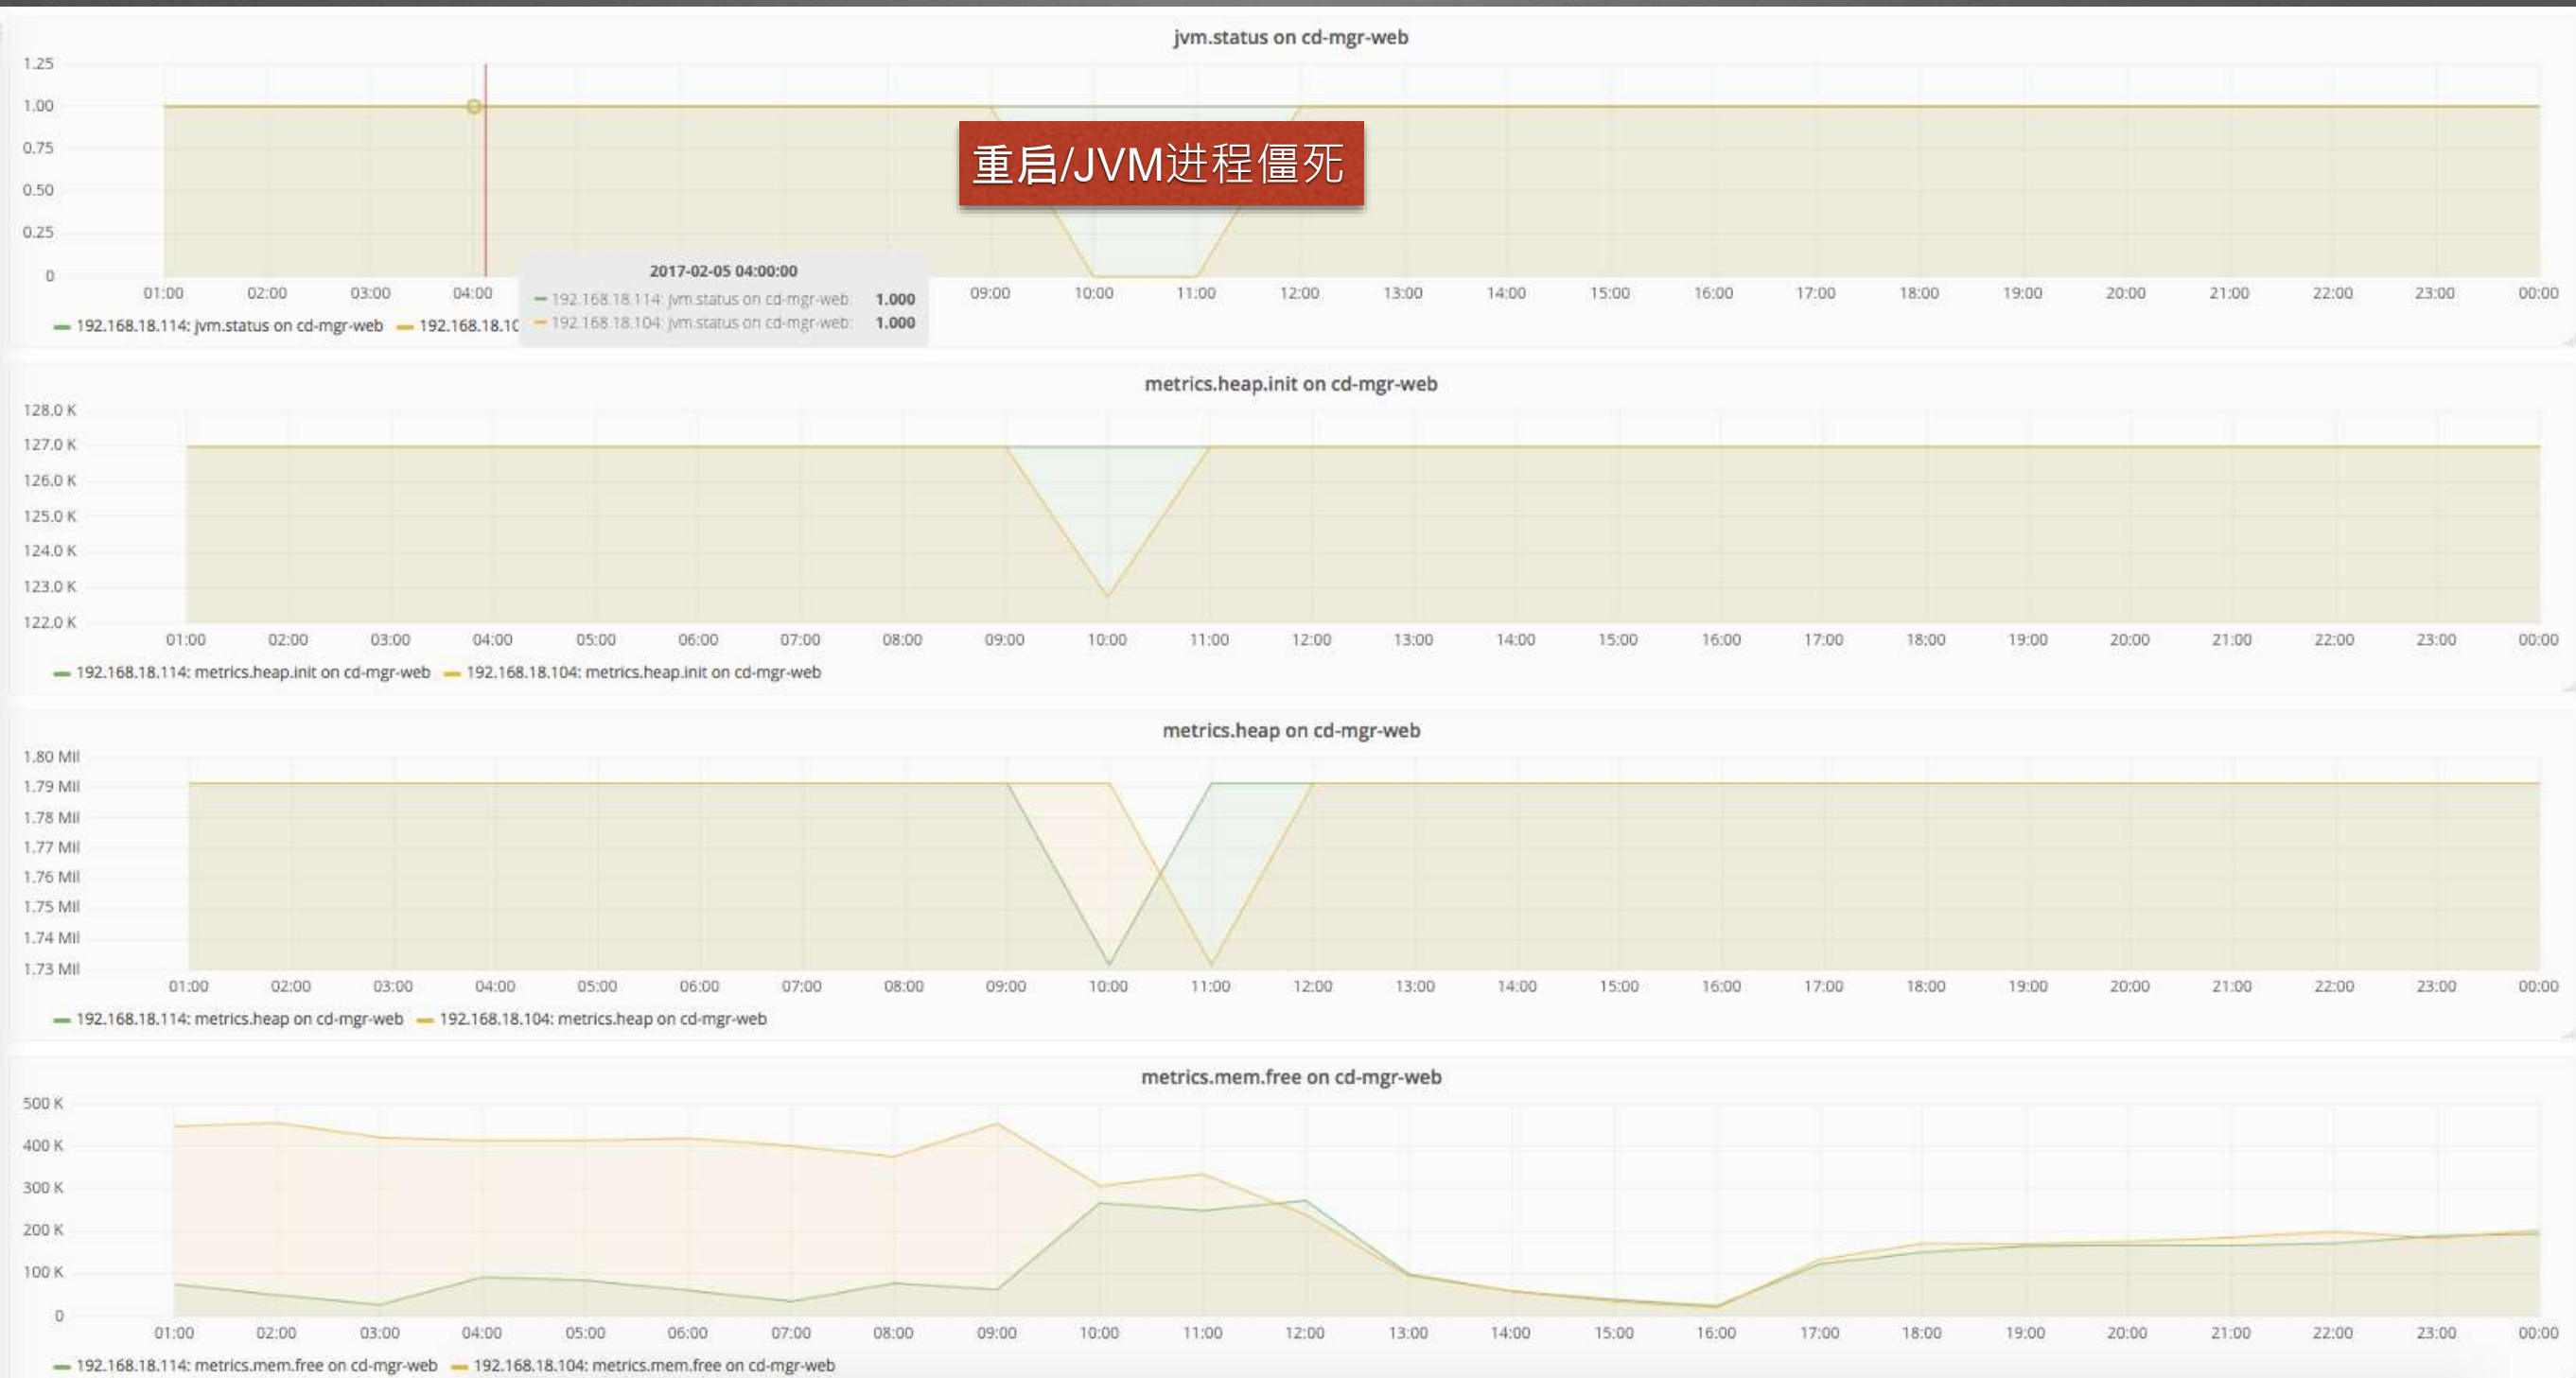 jvm.status on cd-mgr-web
1.25
1.00
0.75
0.50
0.25
0
重启/JVM进程僵死
01:00 02:00 03:00 04:00 09:00 10:00 11:00 12:00 13:00 14:00 15:00 16:00 17:00 18:00 19:00 20:00 21:00 22:00 23:00 00:00
2017-02-05 04:00:00
192.168.18.114: jvm.status on cd-mgr-web: 1.000
192.168.18.104: jvm.status on cd-mgr-web: 1.000
192.168.18.114: jvm.status on cd-mgr-web 192.168.18.10
metrics.heap.init on cd-mgr-web
128.0 K
127.0 K
126.0 K
125.0 K
124.0 K
123.0 K
122.0 K
01:00 02:00 03:00 04:00 05:00 06:00 07:00 08:00 09:00 10:00 11:00 12:00 13:00 14:00 15:00 16:00 17:00 18:00 19:00 20:00 21:00 22:00 23:00 00:00
192.168.18.114: metrics.heap.init on cd-mgr-web 192.168.18.104: metrics.heap.init on cd-mgr-web
metrics.heap on cd-mgr-web
1.80 Mil
1.79 Mil
1.78 Mil
1.77 Mil
1.76 Mil
1.75 Mil
1.74 Mil
1.73 Mil
01:00 02:00 03:00 04:00 05:00 06:00 07:00 08:00 09:00 10:00 11:00 12:00 13:00 14:00 15:00 16:00 17:00 18:00 19:00 20:00 21:00 22:00 23:00 00:00
192.168.18.114: metrics.heap on cd-mgr-web 192.168.18.104: metrics.heap on cd-mgr-web
metrics.mem.free on cd-mgr-web
500 K
400 K
300 K
200 K
100 K
0
01:00 02:00 03:00 04:00 05:00 06:00 07:00 08:00 09:00 10:00 11:00 12:00 13:00 14:00 15:00 16:00 17:00 18:00 19:00 20:00 21:00 22:00 23:00 00:00
192.168.18.114: metrics.mem.free on cd-mgr-web 192.168.18.104: metrics.mem.free on cd-mgr-web